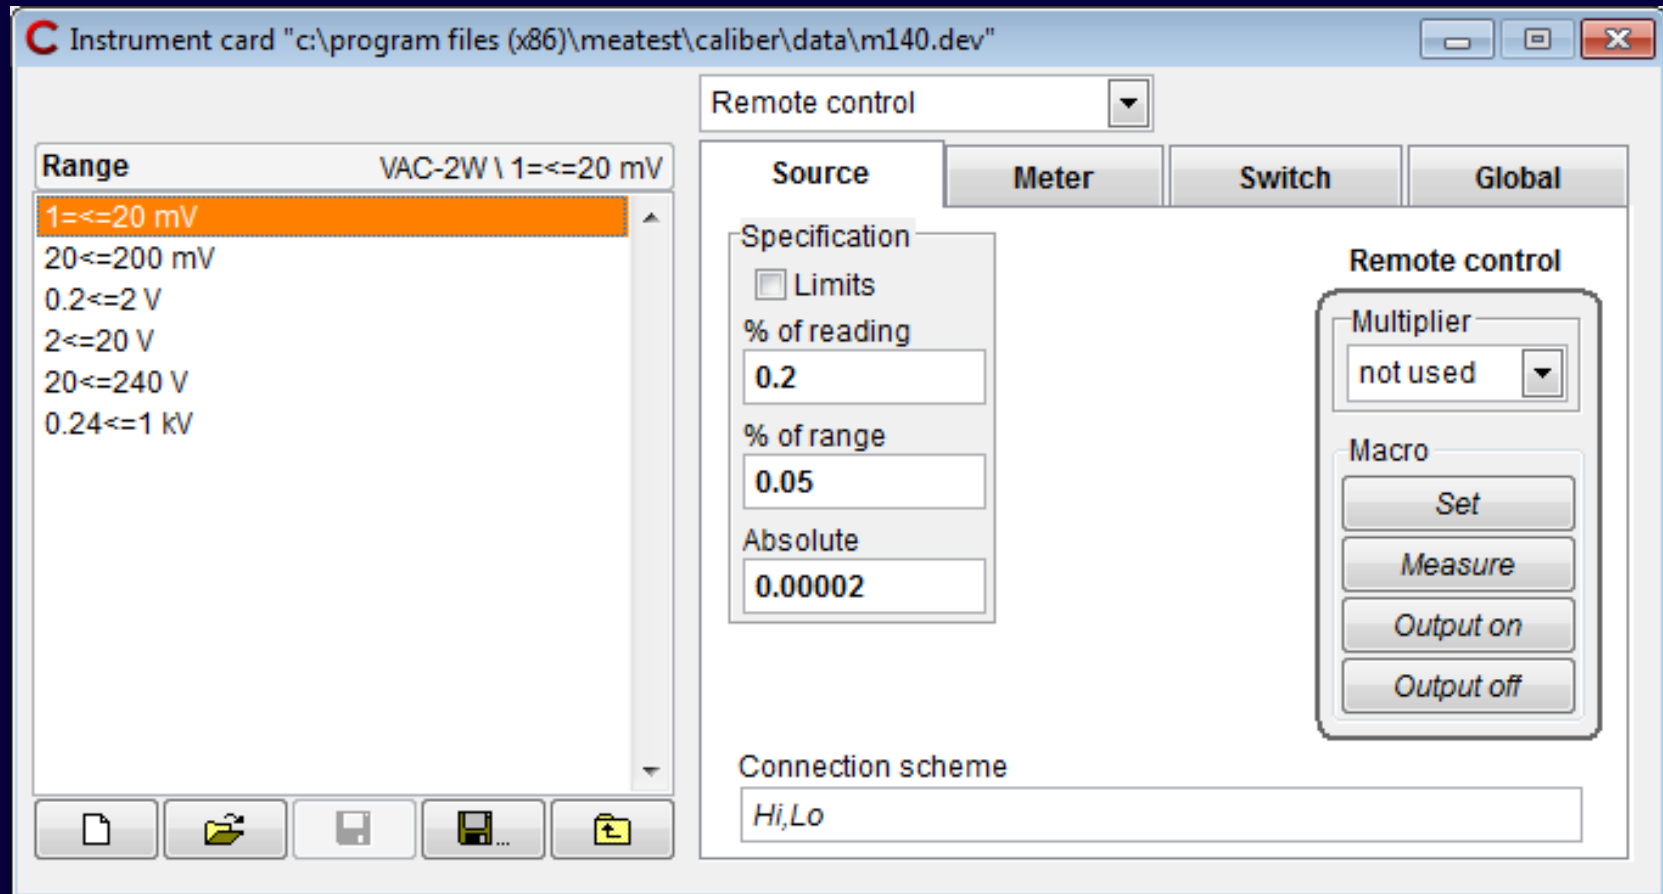 C Instrument card "c:\program files (x86)\meatest\caliber\data\m140.dev"
Remote control
Range VAC-2W \ 1=<=20 mV
1=<=20 mV
20<=200 mV
0.2<=2 V
2<=20 V
20<=240 V
0.24<=1 kV
Source Meter Switch Global
Specification
Limits
% of reading
0.2
% of range
0.05
Absolute
0.00002
Remote control
Multiplier
not used
Macro
Set
Measure
Output on
Output off
Connection scheme
Hi,Lo